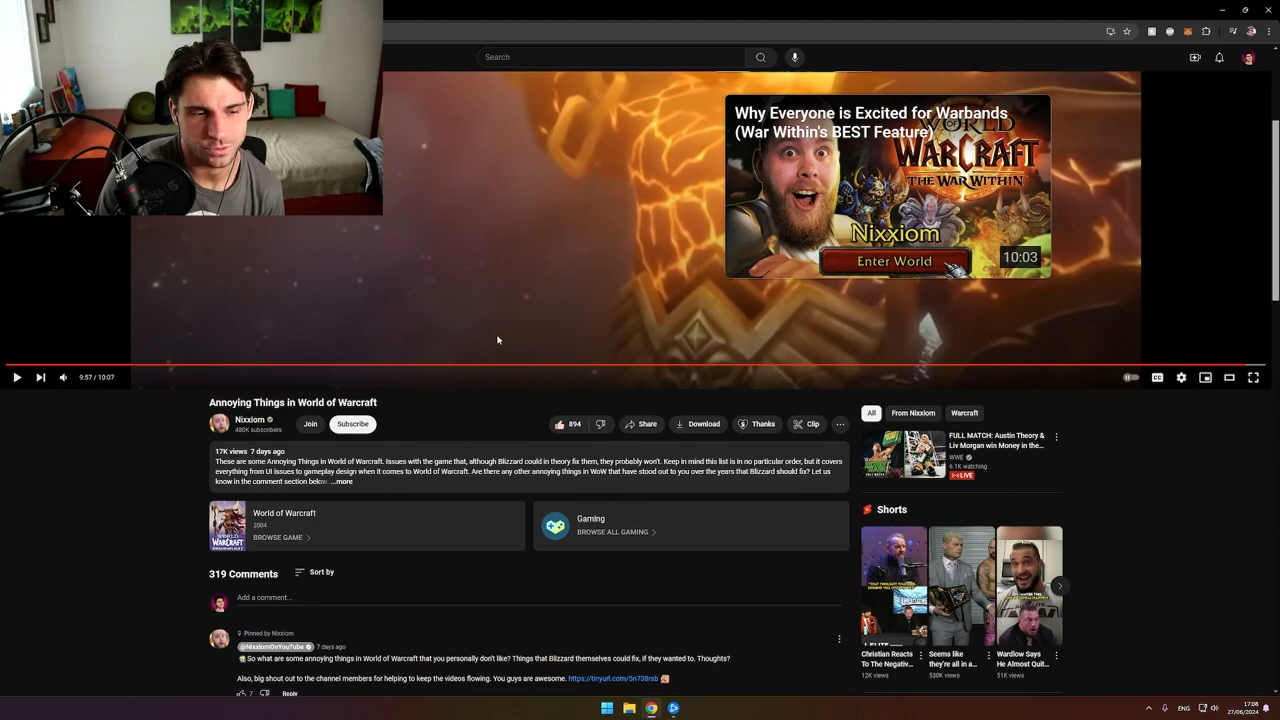 Search
Why Everyone is Excited for Warbands
(War Within's BEST Feature)
WORLD OF
WARCRAFT
THE WAR WITHIN
Nixxiom
Enter World
10:03
9:57 / 10:07
CC
Annoying Things in World of Warcraft
Nixxiom
480K subscribers
Join
Subscribe
894
Share
Download
Thanks
Clip
17K views 7 days ago
These are some Annoying Things in World of Warcraft. Issues with the game that, although Blizzard could in theory fix them, they probably won't. Keep in mind this list is in no particular order, but it covers
everything from UI issues to gameplay design when it comes to World of Warcraft. Are there any other annoying things in WoW that have stood out to you over the years that Blizzard should fix? Let us
know in the comment section below ...more
World of Warcraft
2004
BROWSE GAME
WORLD
WARCRAFT
DRAGONFLIGHT
Gaming
BROWSE ALL GAMING
319 Comments
Sort by
Add a comment...
Pinned by Nixxiom
@NixxiomOnYouTube 7 days ago
So what are some annoying things in World of Warcraft that you personally don't like? Things that Blizzard themselves could fix, if they wanted to. Thoughts?
Also, big shout out to the channel members for helping to keep the videos flowing. You guys are awesome. https://tinyurl.com/5n738rsb
7
Reply
All
From Nixxiom
Warcraft
FULL MATCH: Austin Theory &
Liv Morgan win Money in the...
WWE
6.1K watching
LIVE
Shorts
Christian Reacts
To The Negativ...
12K views
Seems like
they're all in a...
530K views
Wardlow Says
He Almost Quit...
51K views
ENG
17:08
27/06/2024